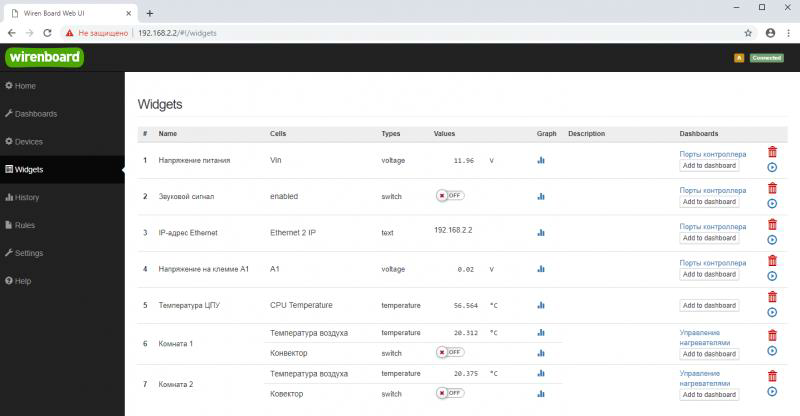 Wiren Board Web UI
Не защищено 192.168.2.2/#!/widgets
wirenboard
A Connected
Home
Dashboards
Devices
Widgets
History
Rules
Settings
Help
Widgets
# Name Cells Types Values Graph Description Dashboards
1 Напряжение питания Vin voltage 11.96 V Порты контроллера
Add to dashboard
2 Звуковой сигнал enabled switch OFF Порты контроллера
Add to dashboard
3 IP-адрес Ethernet Ethernet 2 IP text 192.168.2.2 Порты контроллера
Add to dashboard
4 Напряжение на клемме A1 A1 voltage 0.02 V Порты контроллера
Add to dashboard
5 Температура ЦПУ CPU Temperature temperature 56.564 °C Add to dashboard
6 Комната 1 Температура воздуха temperature 20.312 °C Управление
нагревателями
Конвектор switch OFF Add to dashboard
7 Комната 2 Температура воздуха temperature 20.375 °C Управление
нагревателями
Ковектор switch OFF Add to dashboard